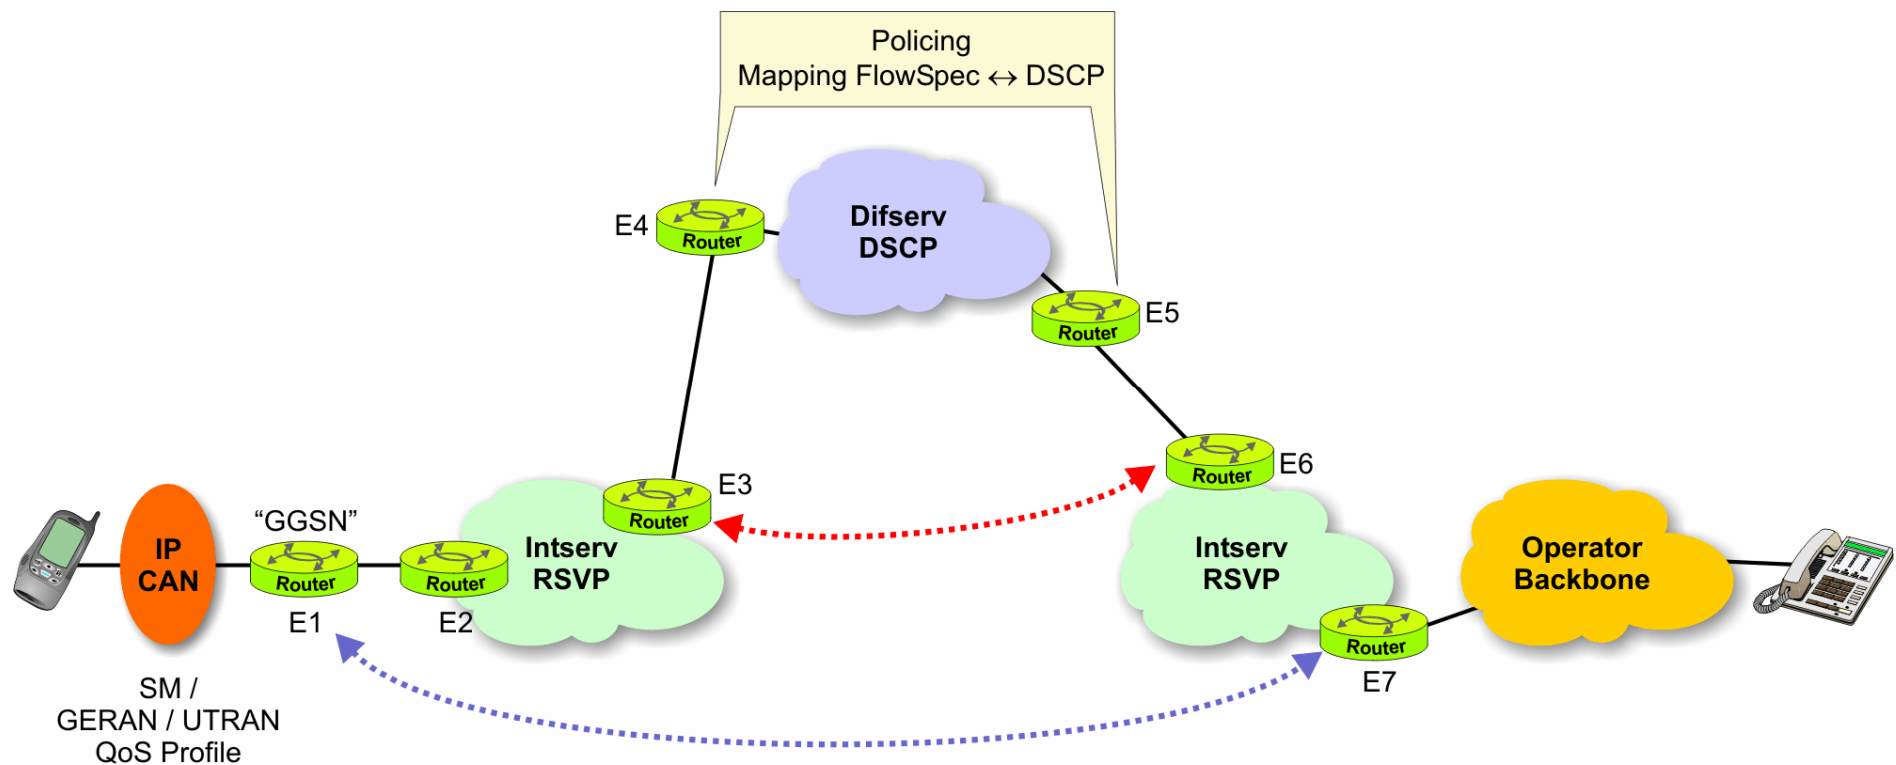 Policing
Mapping FlowSpec ↔ DSCP
E4
Router
Difserv
DSCP
Router
E5
Router
E6
Router
E3
"GGSN"
IP
CAN
Router
E1
Router
E2
Intserv
RSVP
Intserv
RSVP
Router
E7
Operator
Backbone
SM /
GERAN / UTRAN
QoS Profile